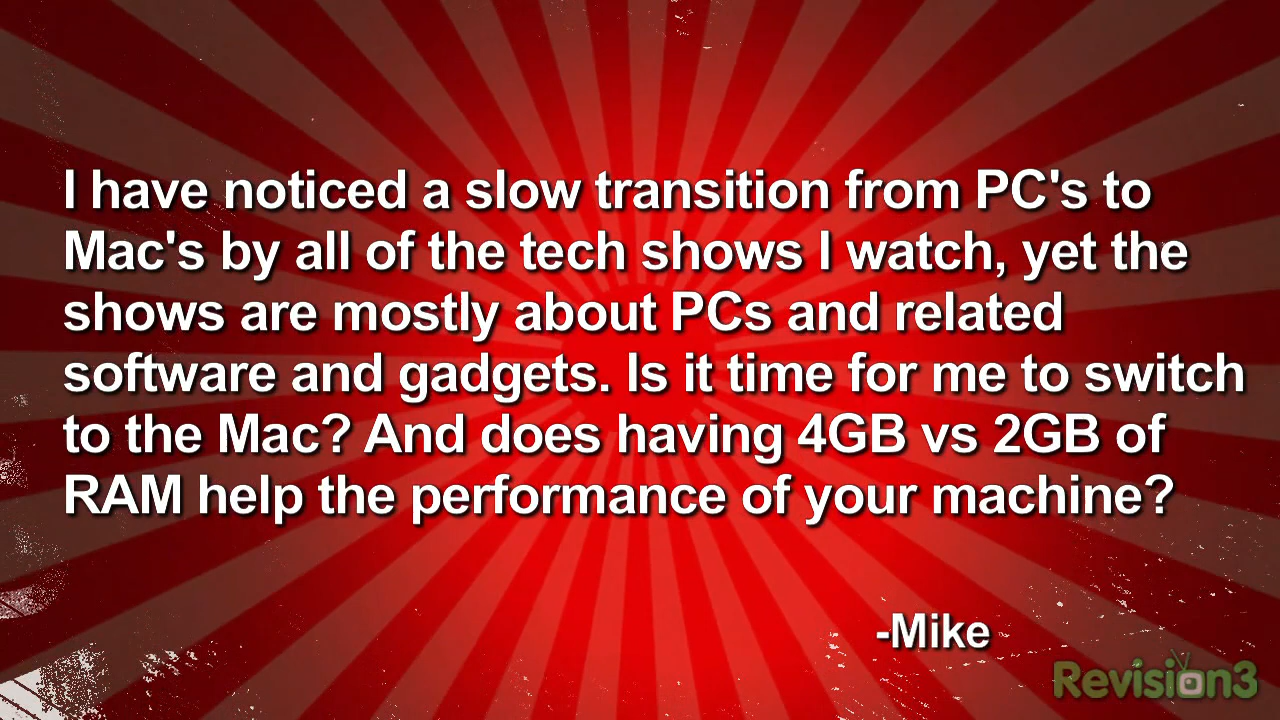 I have noticed a slow transition from PC's to
Mac's by all of the tech shows I watch, yet the
shows are mostly about PCs and related
software and gadgets. Is it time for me to switch
to the Mac? And does having 4GB vs 2GB of
RAM help the performance of your machine?
-Mike
Revision3